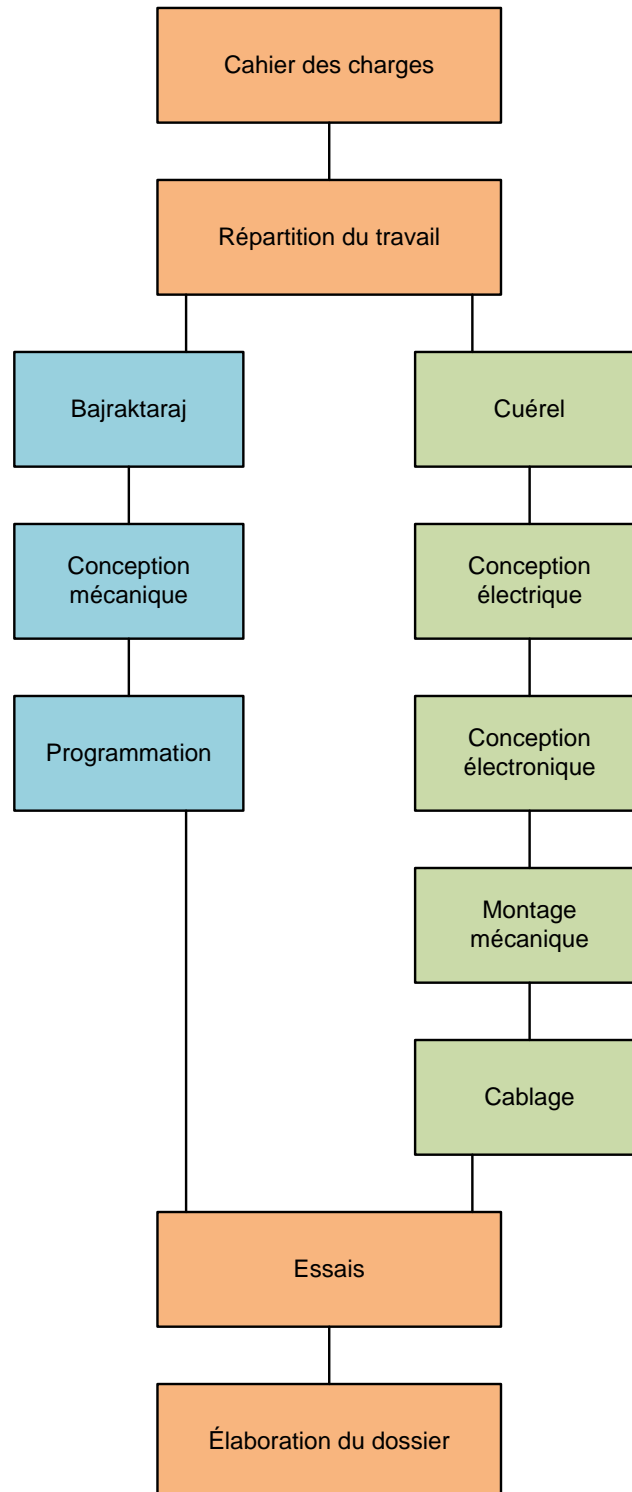 Cahier des charges
Répartition du travail
Bajraktaraj
Cuérel
Conception
mécanique
Conception
électrique
Programmation
Conception
électronique
Montage
mécanique
Cablage
Essais
Élaboration du dossier